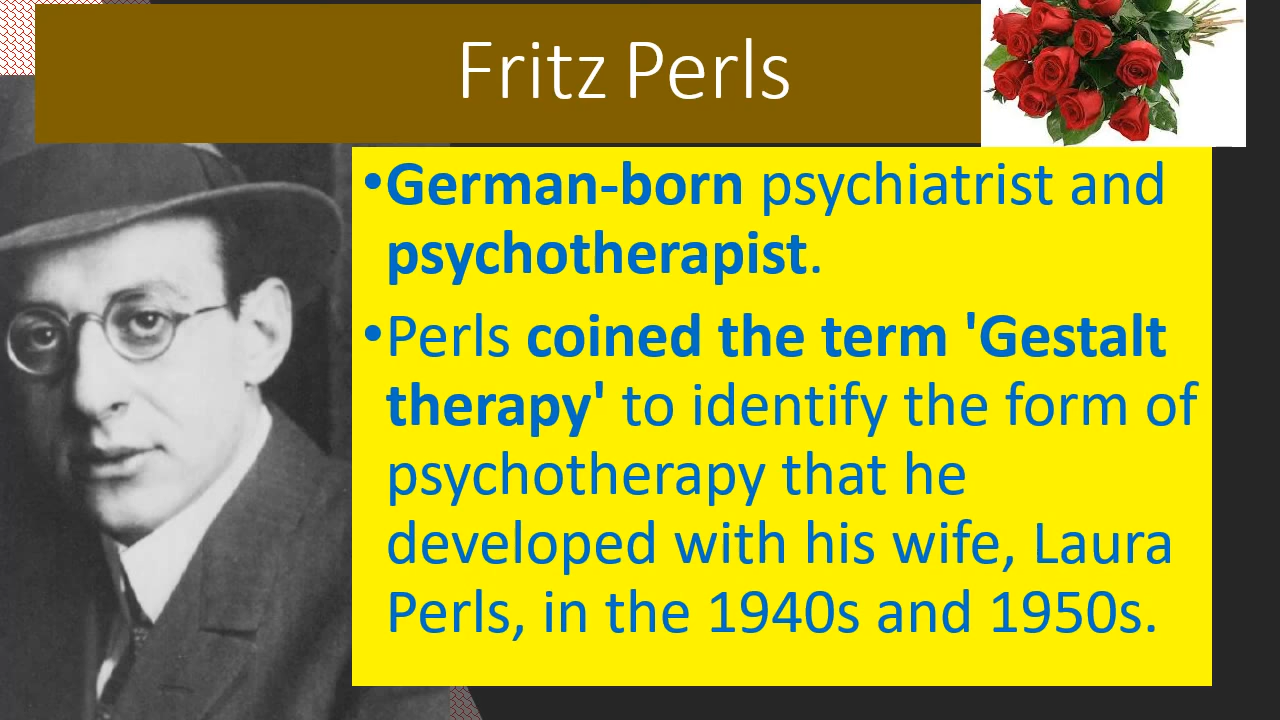 Fritz Perls
•German-born psychiatrist and
psychotherapist.
•Perls coined the term 'Gestalt
therapy' to identify the form of
psychotherapy that he
developed with his wife, Laura
Perls, in the 1940s and 1950s.